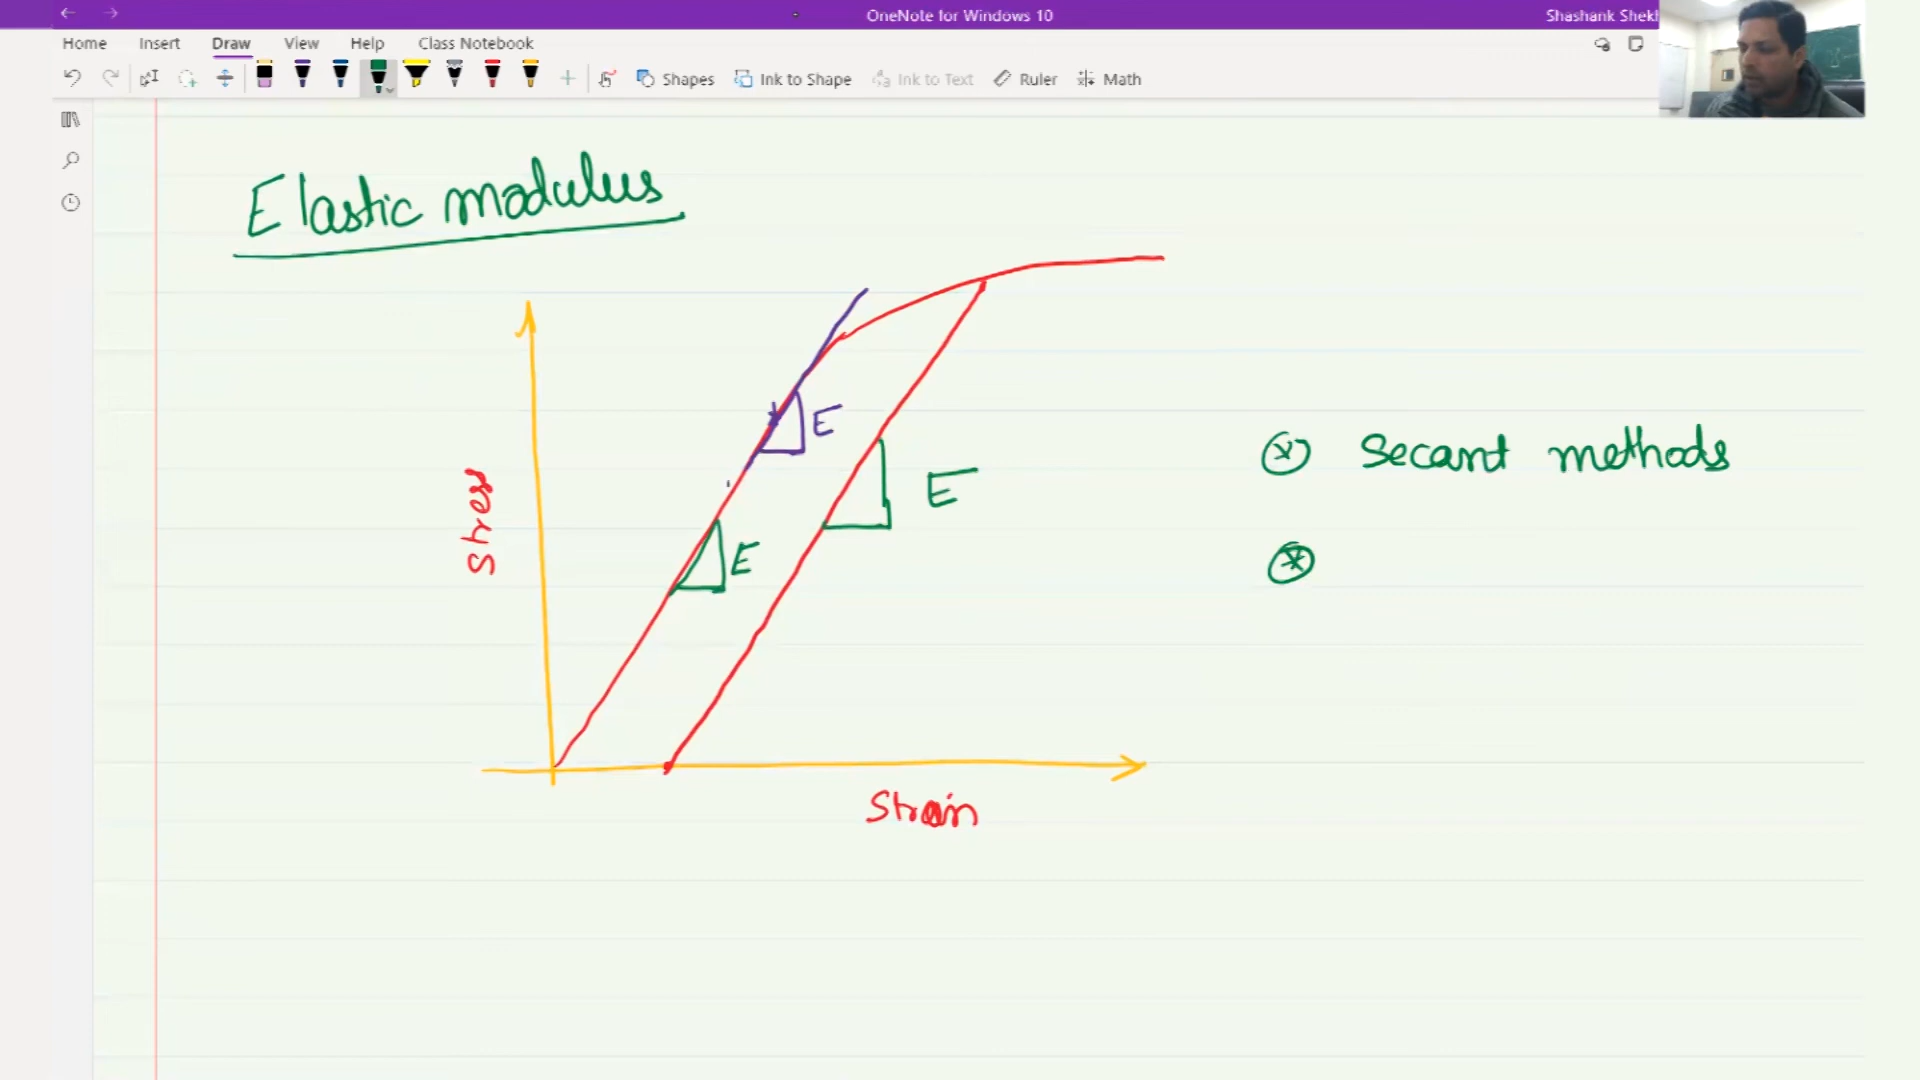 OneNote for Windows 10
Shashank Shekh
Home Insert Draw View Help Class Notebook
Shapes Ink to Shape Ink to Text Ruler Math
Elastic modulus
E
E
E
Stress
Secant methods
Strain